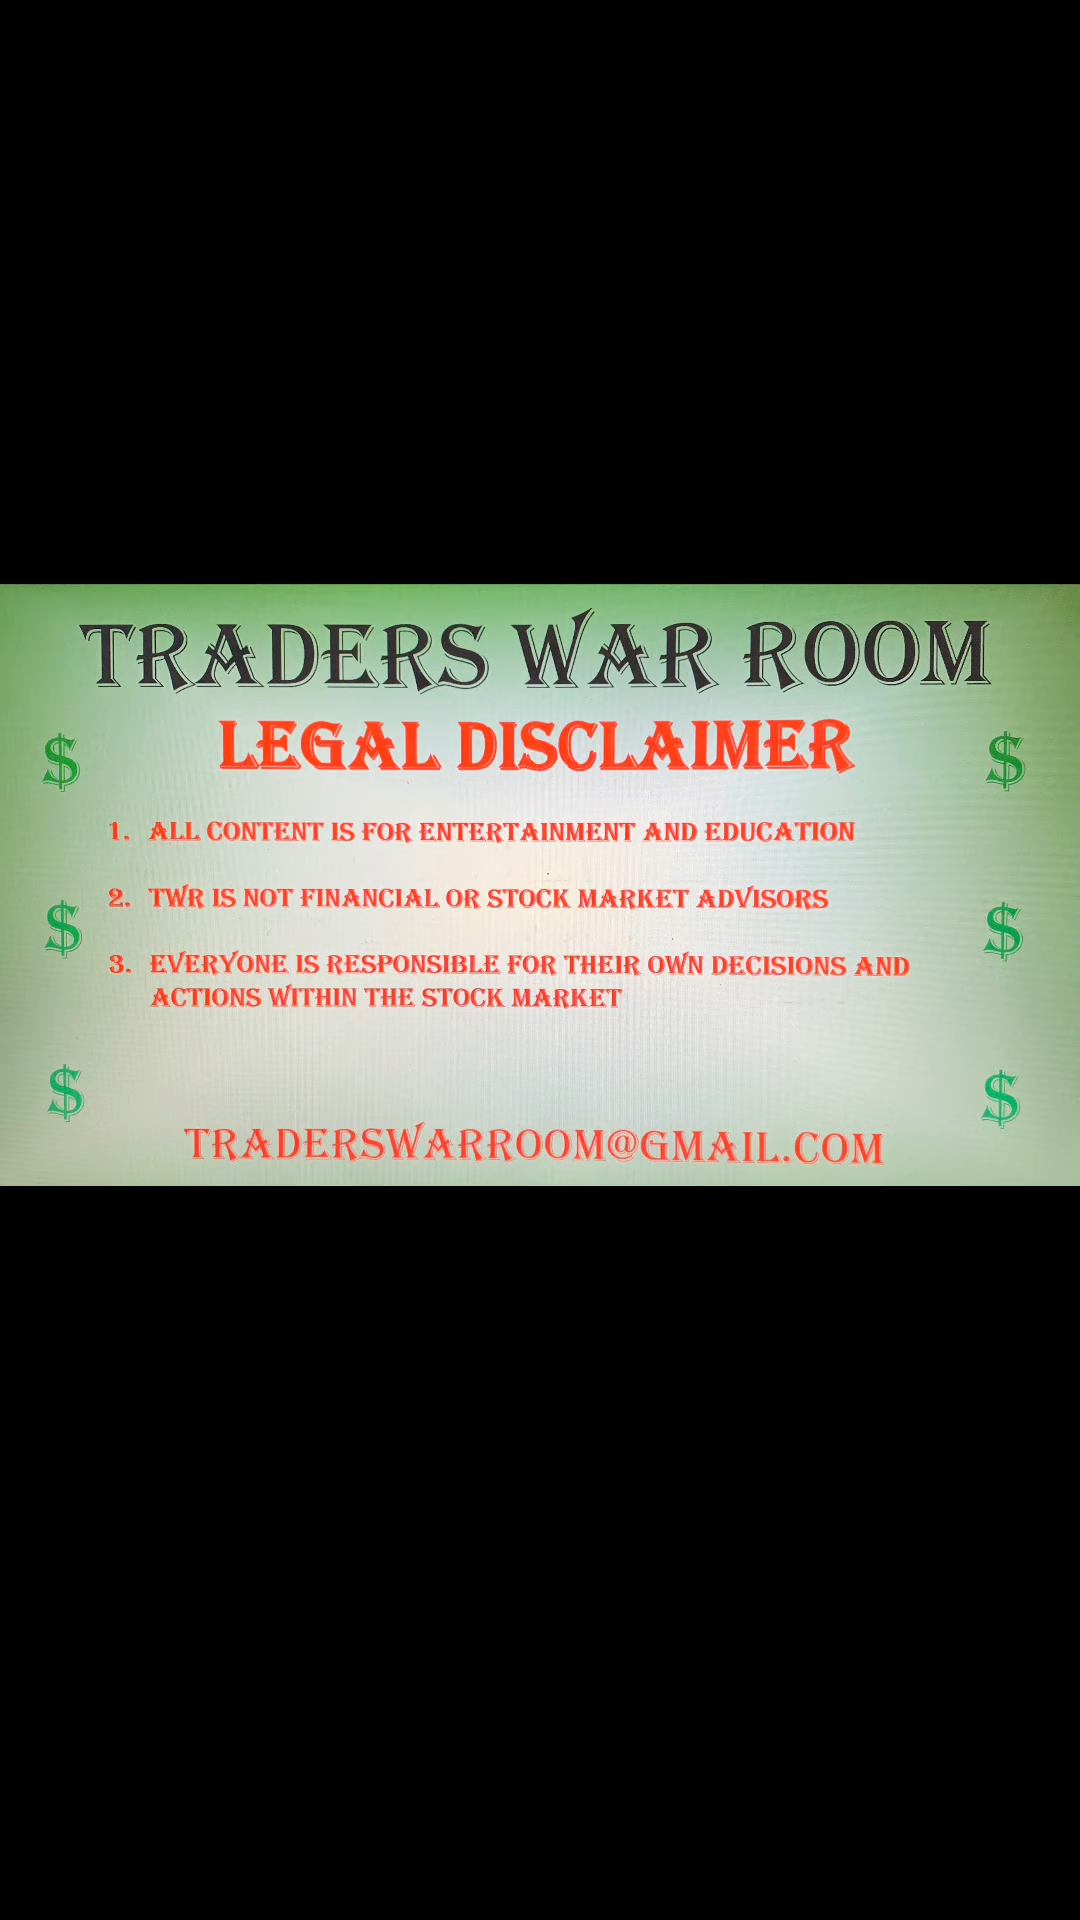 TRADERS WAR ROOM
LEGAL DISCLAIMER
$ $
1. ALL CONTENT IS FOR ENTERTAINMENT AND EDUCATION
2. TWR IS NOT FINANCIAL OR STOCK MARKET ADVISORS
$ $
3. EVERYONE IS RESPONSIBLE FOR THEIR OWN DECISIONS AND
ACTIONS WITHIN THE STOCK MARKET
$ $
TRADERSWARROOM@GMAIL.COM